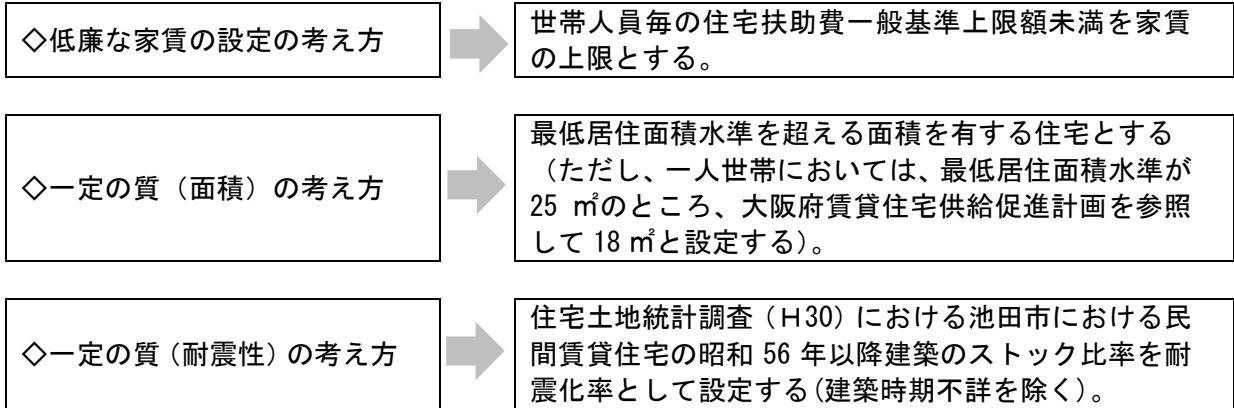 ◇低廉な家賃の設定の考え方
世帯人員毎の住宅扶助費一般基準上限額未満を家賃
の上限とする。
◇一定の質（面積）の考え方
最低居住面積水準を超える面積を有する住宅とする
（ただし、一人世帯においては、最低居住面積水準が
25 ㎡のところ、大阪府賃貸住宅供給促進計画を参照
して 18 ㎡と設定する）。
◇一定の質（耐震性）の考え方
住宅土地統計調査（Ｈ30）における池田市における民
間賃貸住宅の昭和 56 年以降建築のストック比率を耐
震化率として設定する（建築時期不詳を除く）。